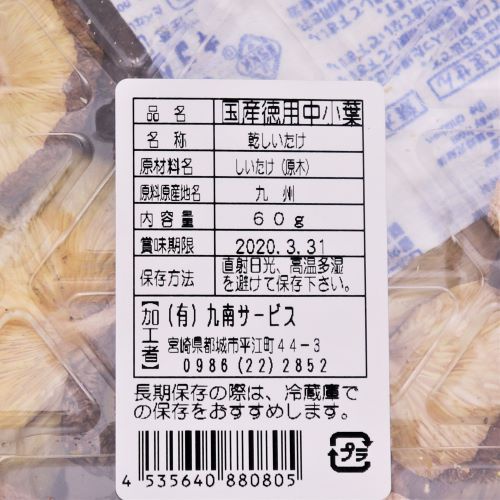 品名 国産徳用中小葉
名称 乾しいたけ
原材料名 しいたけ（原木）
原料原産地名 九州
内容量 60g
賞味期限 2020.3.31
保存方法 直射日光、高温多湿
を避けて保存下さい。
【加工者】 (有)九南サービス
宮崎県都城市平江町44-3
0986(22)2852
長期保存の際は、冷蔵庫で
の保存をおすすめします。
4 535640 880805
プラ